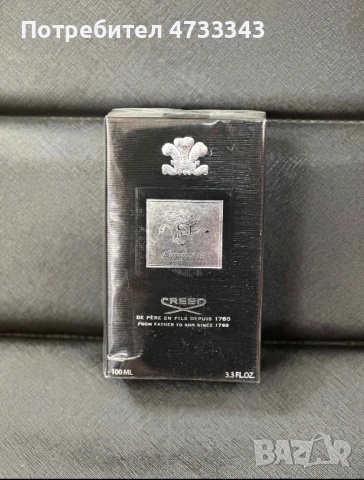 Потребител 4733343
CREED
DE PÈRE EN FILS DEPUIS 1760
FROM FATHER TO SON SINCE 1760
100 ML 3.3 FL.OZ.
BAZAR